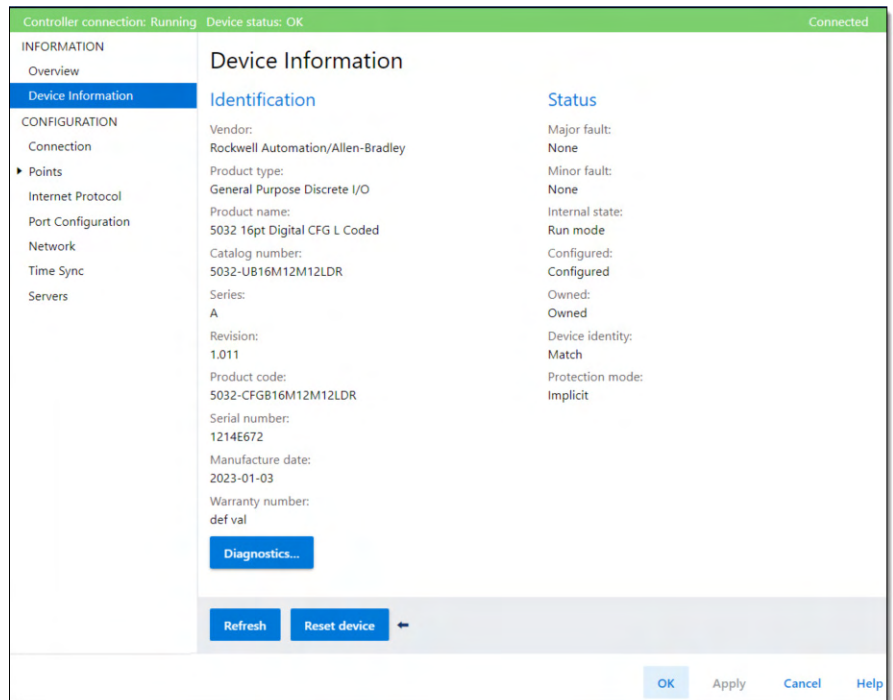 Controller connection: Running Device status: OK Connected
INFORMATION
Overview
Device Information
CONFIGURATION
Connection
Points
Internet Protocol
Port Configuration
Network
Time Sync
Servers
Device Information
Identification
Vendor:
Rockwell Automation/Allen-Bradley
Product type:
General Purpose Discrete I/O
Product name:
5032 16pt Digital CFG L Coded
Catalog number:
5032-UB16M12M12LDR
Series:
A
Revision:
1.011
Product code:
5032-CFGB16M12M12LDR
Serial number:
1214E672
Manufacture date:
2023-01-03
Warranty number:
def val
Diagnostics...
Status
Major fault:
None
Minor fault:
None
Internal state:
Run mode
Configured:
Configured
Owned:
Owned
Device identity:
Match
Protection mode:
Implicit
Refresh Reset device
OK Apply Cancel Help